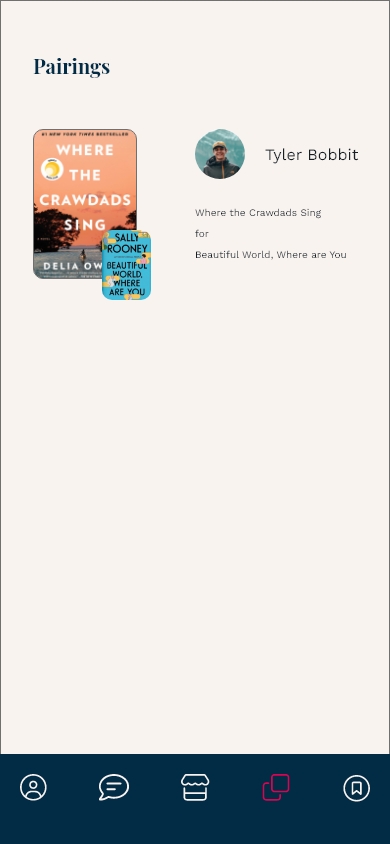 Pairings
#1 NEW YORK TIMES BESTSELLER
WHERE
THE
CRAWDADS
SING
A NOVEL
DELIA OW
SALLY
ROONEY
BEAUTIFUL
WORLD,
WHERE
ARE YOU
Tyler Bobbit
Where the Crawdads Sing
for
Beautiful World, Where are You